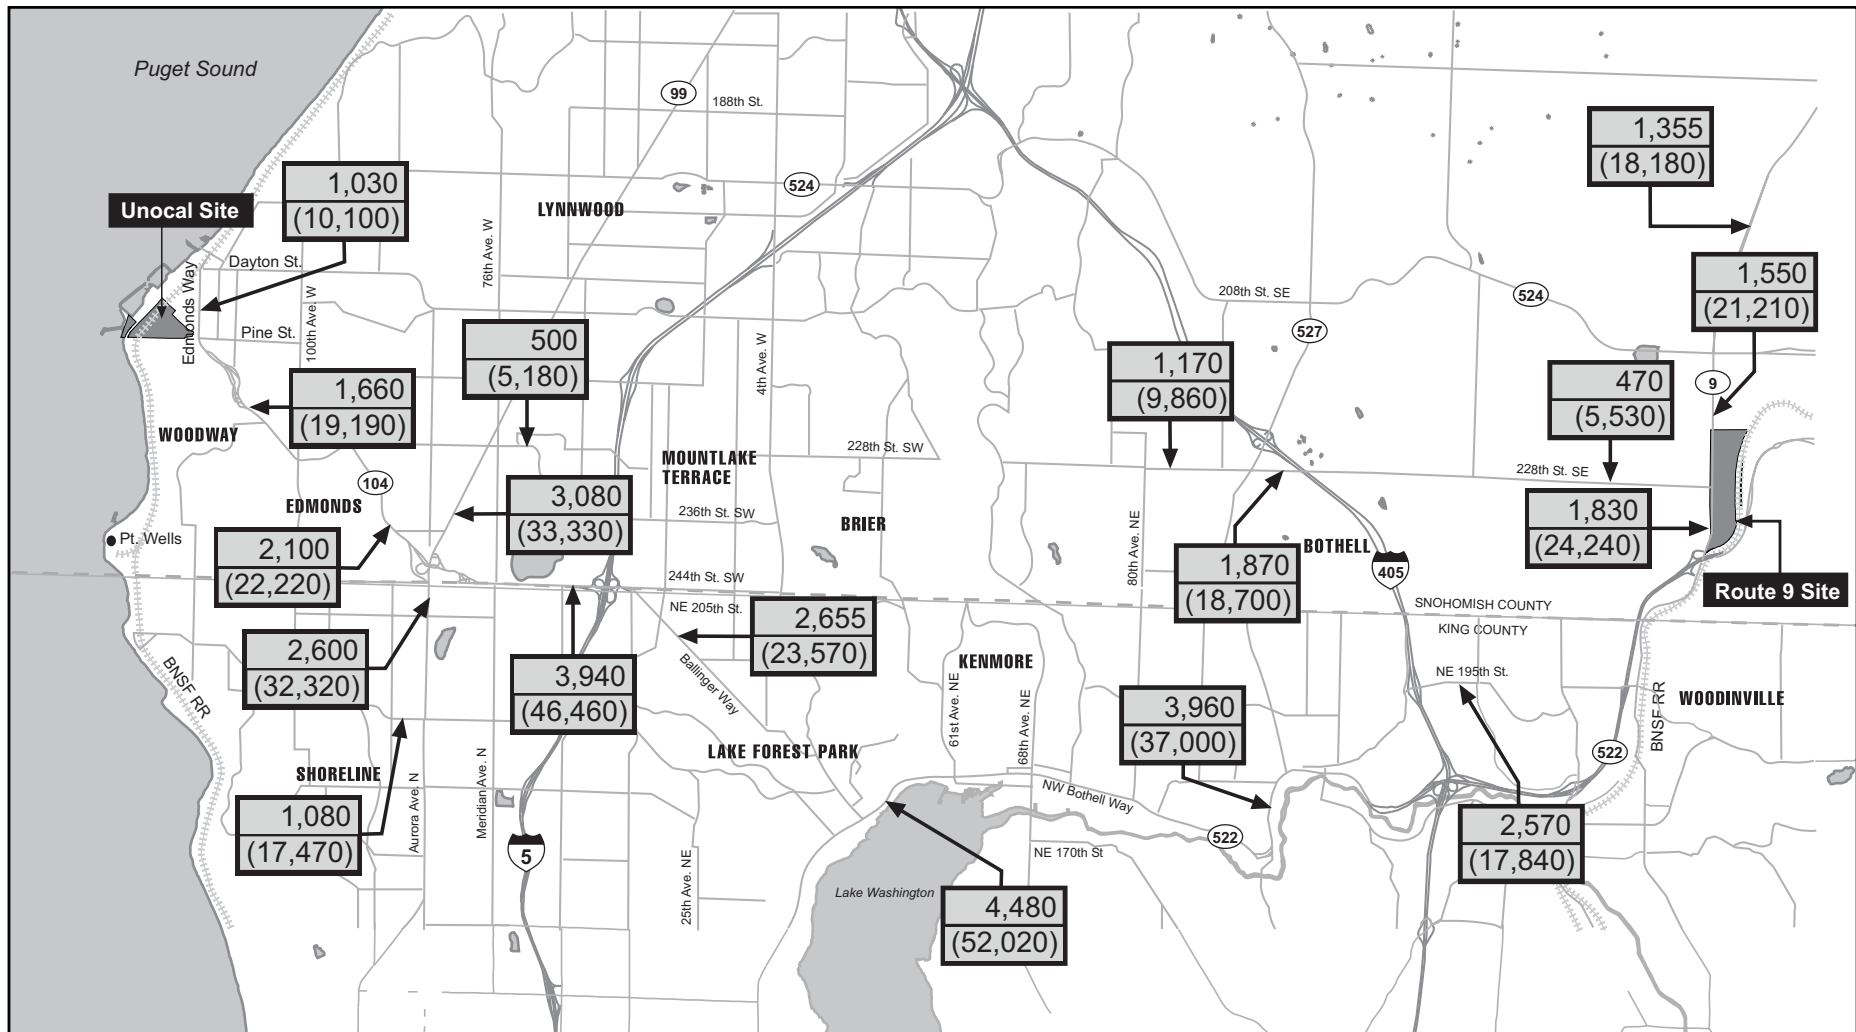 Puget Sound
99
188th St.
1,355
(18,180)
1,030
(10,100)
524
Unocal Site
LYNNWOOD
76th Ave. W
Dayton St.
Edmonds Way
1,550
(21,210)
208th St. SE
524
100th Ave. W
Pine St.
527
4th Ave. W
500
(5,180)
1,170
(9,860)
470
(5,530)
9
1,660
(19,190)
WOODWAY
MOUNTLAKE
TERRACE
228th St. SW
228th St. SE
104
EDMONDS
3,080
(33,330)
236th St. SW
BRIER
80th Ave. NE
1,830
(24,240)
Pt. Wells
2,100
(22,220)
BOTHELL
405
1,870
(18,700)
244th St. SW
NE 205th St.
Route 9 Site
SNOHOMISH COUNTY
KING COUNTY
2,655
(23,570)
2,600
(32,320)
3,940
(46,460)
Ballinger Way
KENMORE
61st Ave. NE
68th Ave. NE
NE 195th St.
BNSF RR
BNSF RR
WOODINVILLE
3,960
(37,000)
LAKE FOREST PARK
522
SHORELINE
Aurora Ave. N
Meridian Ave. N
NW Bothell Way
1,080
(17,470)
5
522
NE 170th St
2,570
(17,840)
25th Ave. NE
Lake Washington
4,480
(52,020)